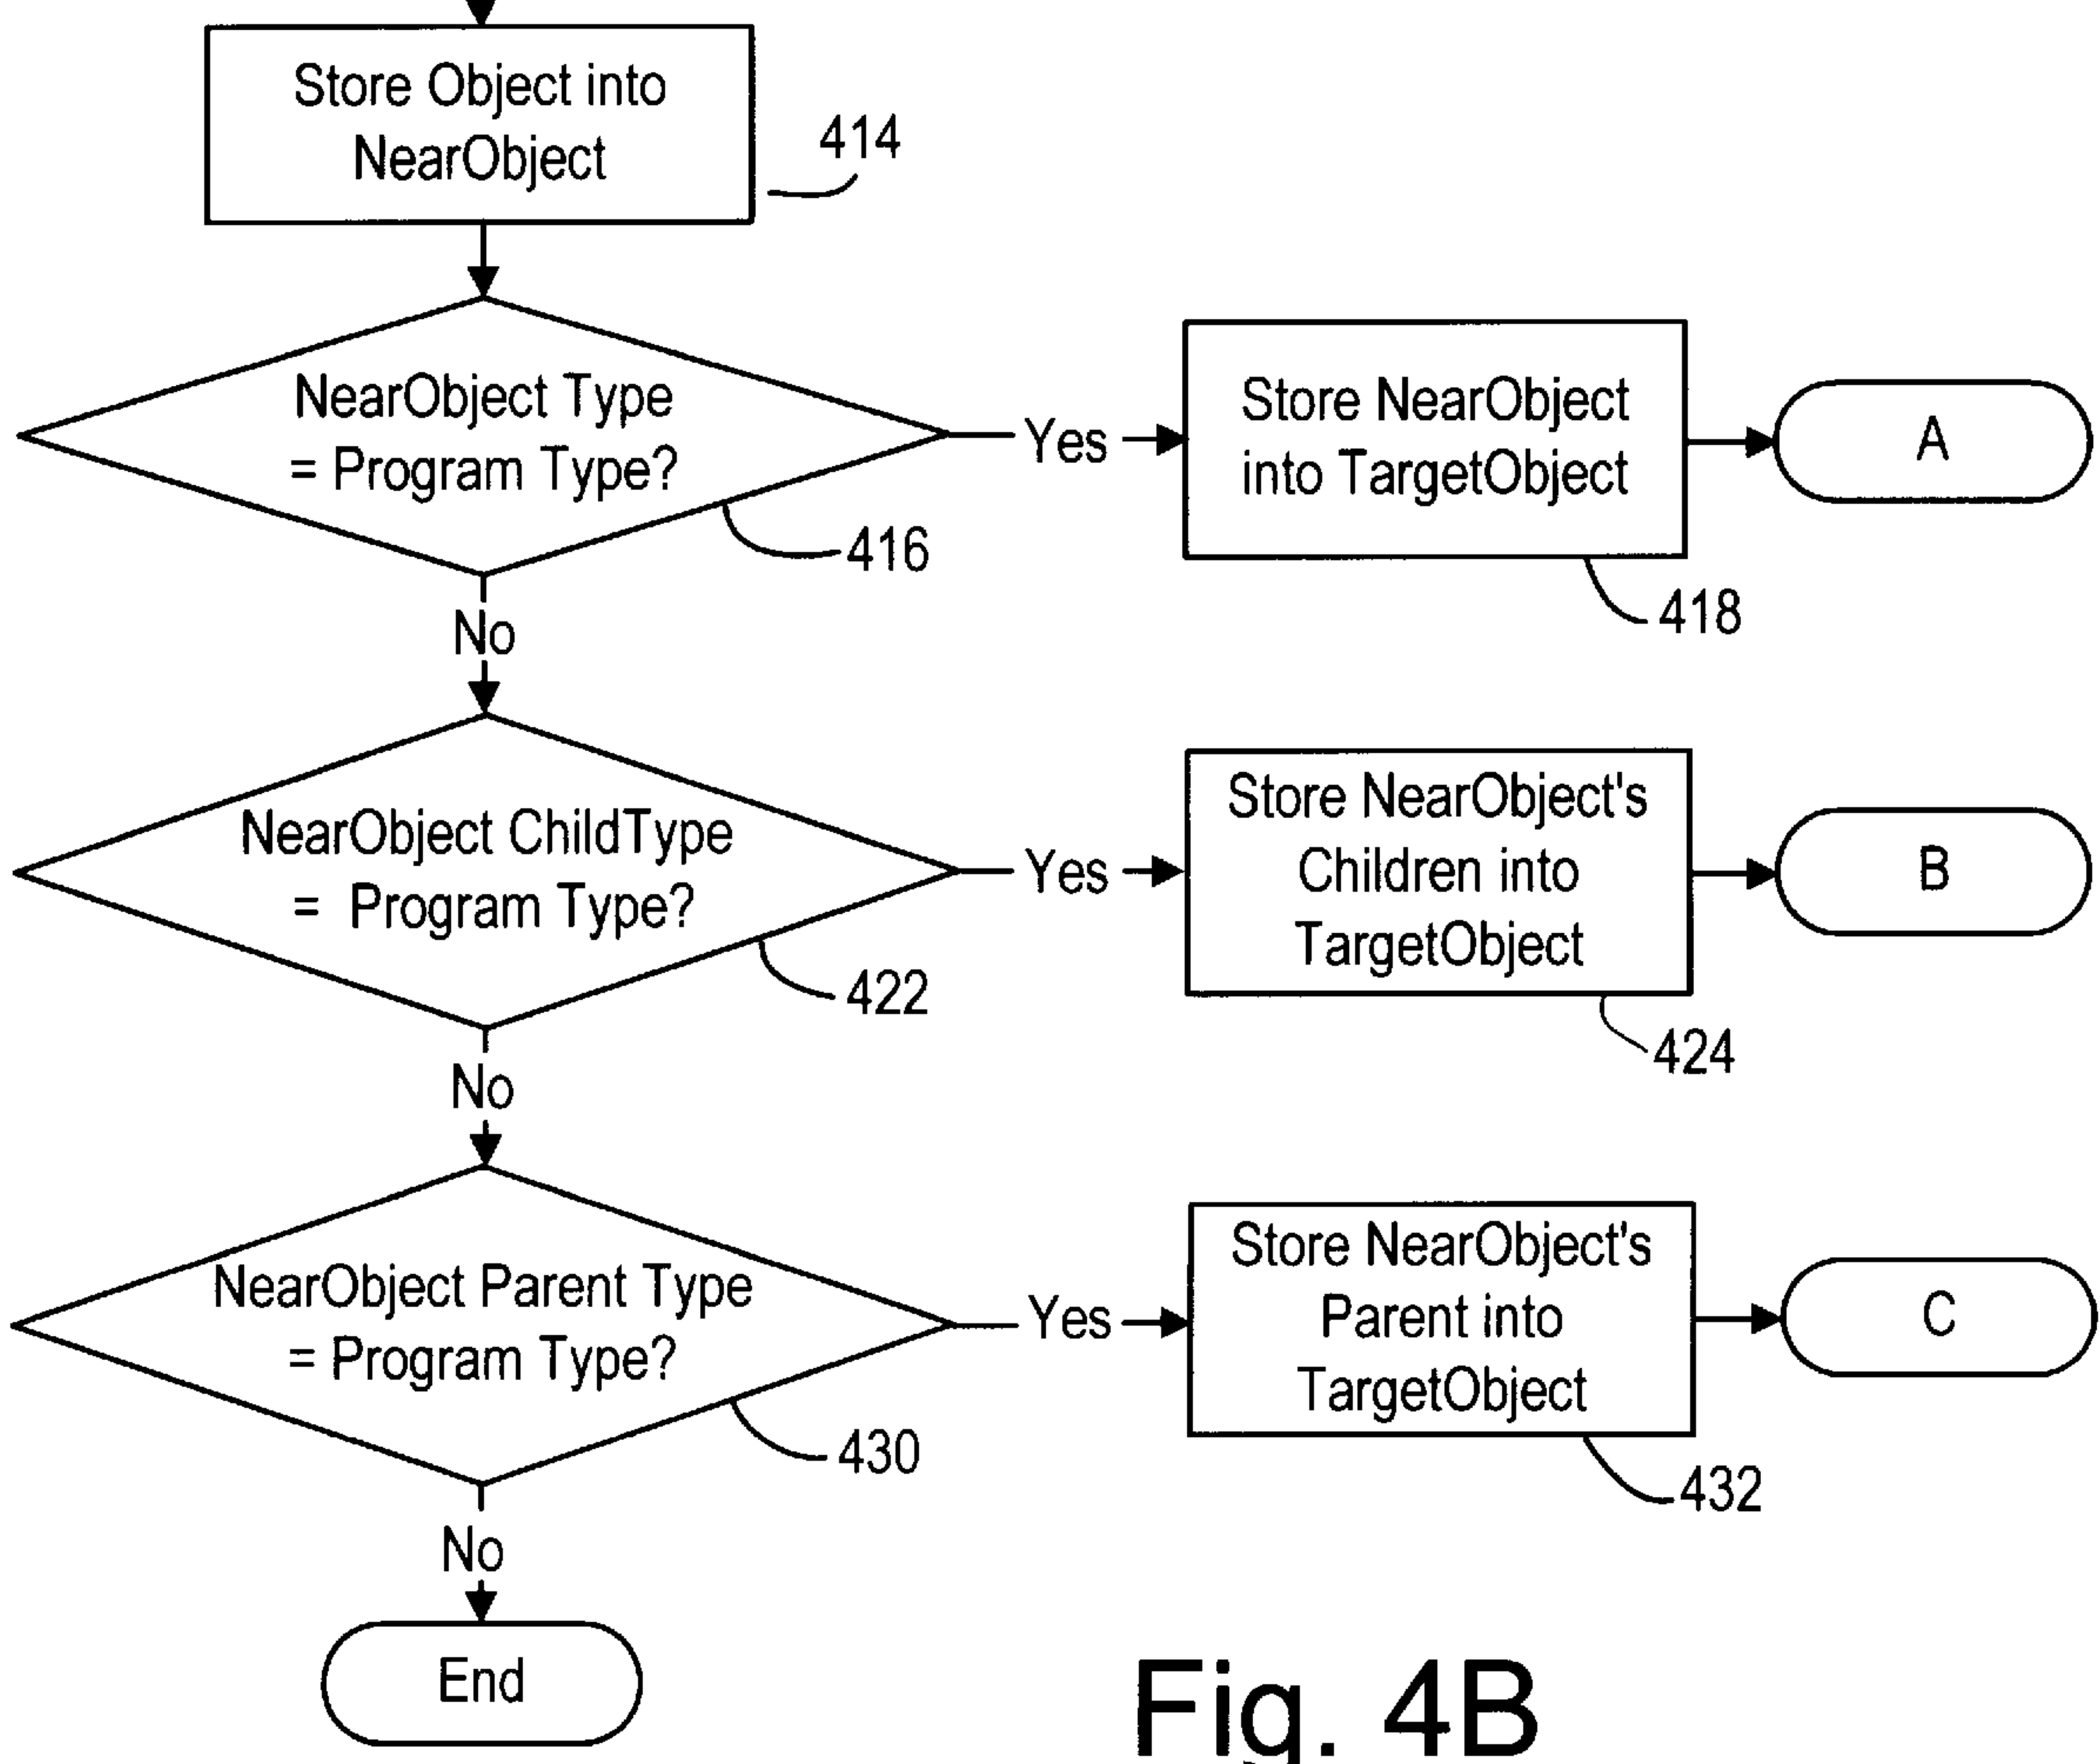 Store Object into
NearObject
414
NearObject Type
= Program Type?
416
Yes
Store NearObject
into TargetObject
418
A
No
NearObject ChildType
= Program Type?
422
Yes
Store NearObject's
Children into
TargetObject
424
B
No
NearObject Parent Type
= Program Type?
430
Yes
Store NearObject's
Parent into
TargetObject
432
C
No
End
Fig. 4B